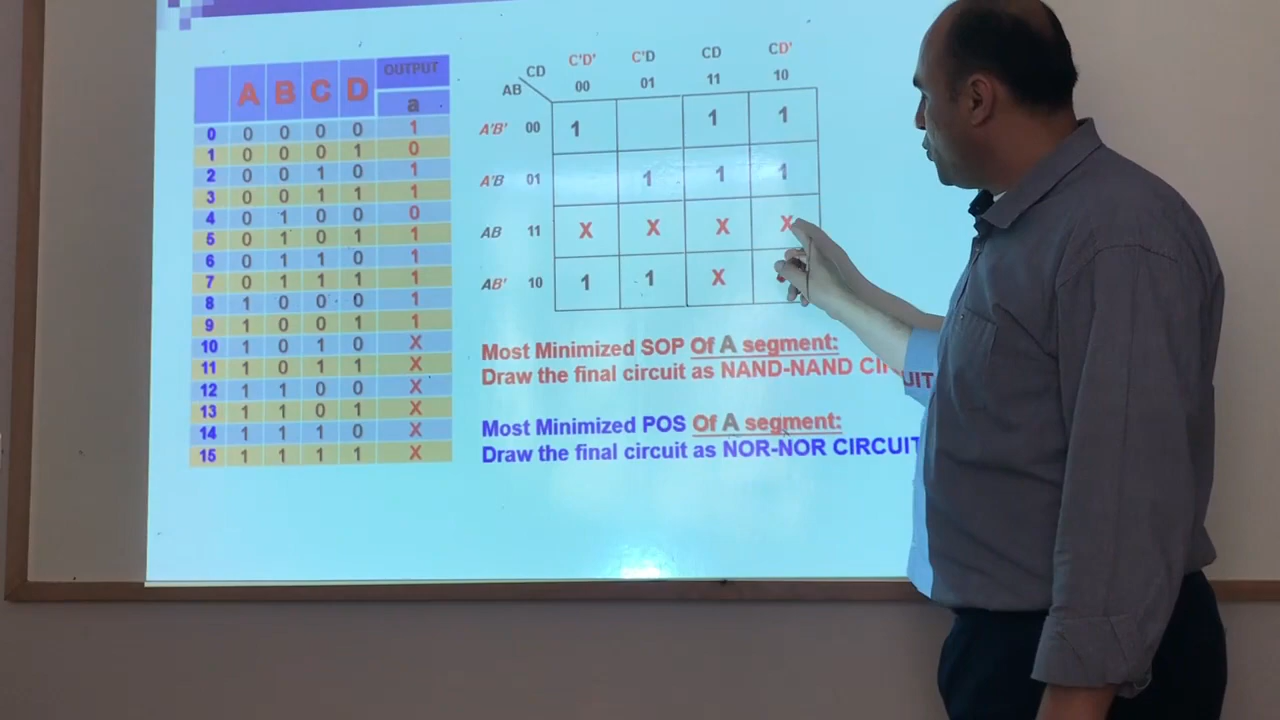 A B C D OUTPUT
a
0 0 0 0 0 1
1 0 0 0 1 0
2 0 0 1 0 1
3 0 0 1 1 1
4 0 1 0 0 0
5 0 1 0 1 1
6 0 1 1 0 1
7 0 1 1 1 1
8 1 0 0 0 1
9 1 0 0 1 1
10 1 0 1 0 X
11 1 0 1 1 X
12 1 1 0 0 X
13 1 1 0 1 X
14 1 1 1 0 X
15 1 1 1 1 X
C'D' C'D CD CD'
CD
00 01 11 10
AB
A'B' 00 1 1 1
A'B 01 1 1 1
AB 11 X X X X
AB' 10 1 1 X
Most Minimized SOP Of A segment:
Draw the final circuit as NAND-NAND CIRCUIT
Most Minimized POS Of A segment:
Draw the final circuit as NOR-NOR CIRCUIT